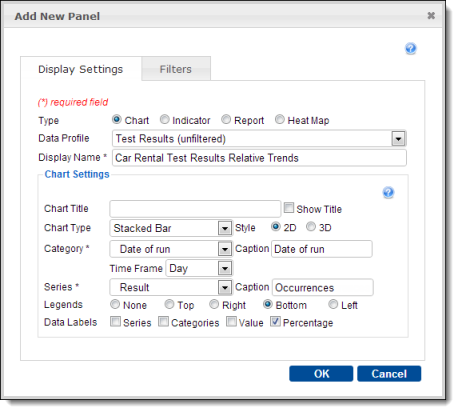 Add New Panel
Display Settings Filters
(*) required field
Type Chart Indicator Report Heat Map
Data Profile Test Results (unfiltered)
Display Name * Car Rental Test Results Relative Trends
Chart Settings
Chart Title Show Title
Chart Type Stacked Bar Style 2D 3D
Category * Date of run Caption Date of run
Time Frame Day
Series * Result Caption Occurrences
Legends None Top Right Bottom Left
Data Labels Series Categories Value Percentage
OK Cancel